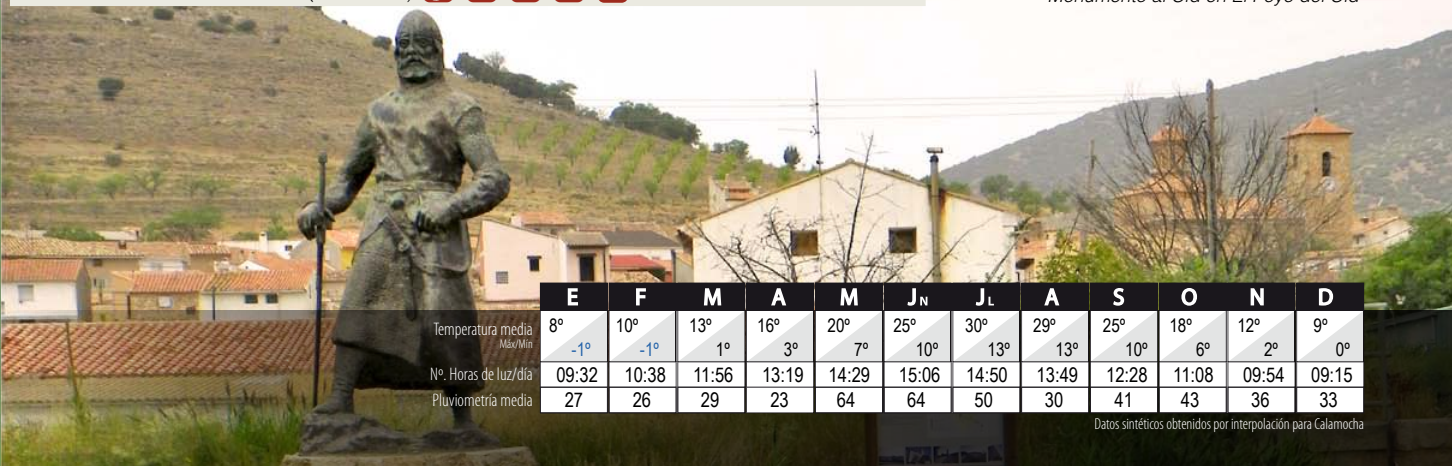 Monumento al Cid en El Poyo del Cid
E F M A M JN JL A S O N D
Temperatura media 8º 10º 13º 16º 20º 25º 30º 29º 25º 18º 12º 9º
Máx/Mín -1º -1º 1º 3º 7º 10º 13º 13º 10º 6º 2º 0º
Nº. Horas de luz/día 09:32 10:38 11:56 13:19 14:29 15:06 14:50 13:49 12:28 11:08 09:54 09:15
Pluviometría media 27 26 29 23 64 64 50 30 41 43 36 33
Datos sintéticos obtenidos por interpolación para Calamocha